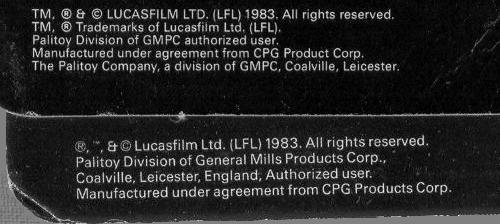 TM, ® & © LUCASFILM LTD. (LFL) 1983. All rights reserved.
TM, ® Trademarks of Lucasfilm Ltd. (LFL).
Palitoy Division of GMPC authorized user.
Manufactured under agreement from CPG Product Corp.
The Palitoy Company, a division of GMPC, Coalville, Leicester.
®, ™, & © Lucasfilm Ltd. (LFL) 1983. All rights reserved.
Palitoy Division of General Mills Products Corp.,
Coalville, Leicester, England, Authorized user.
Manufactured under agreement from CPG Products Corp.